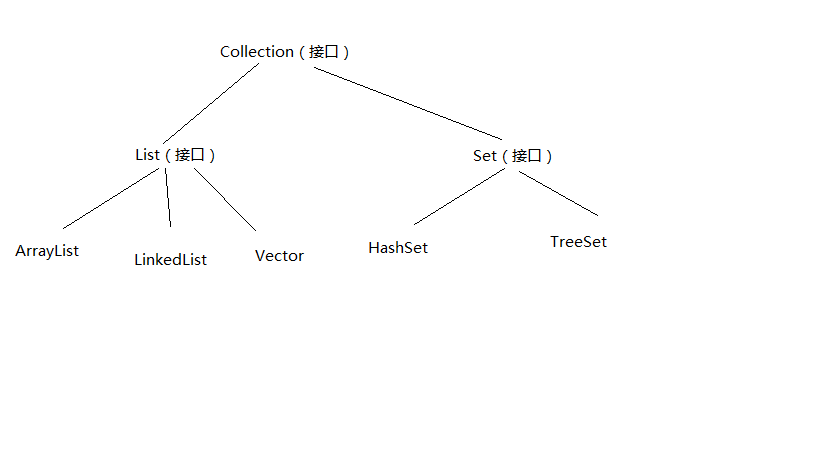 Collection（接口）
List（接口）
Set（接口）
ArrayList
LinkedList
Vector
HashSet
TreeSet